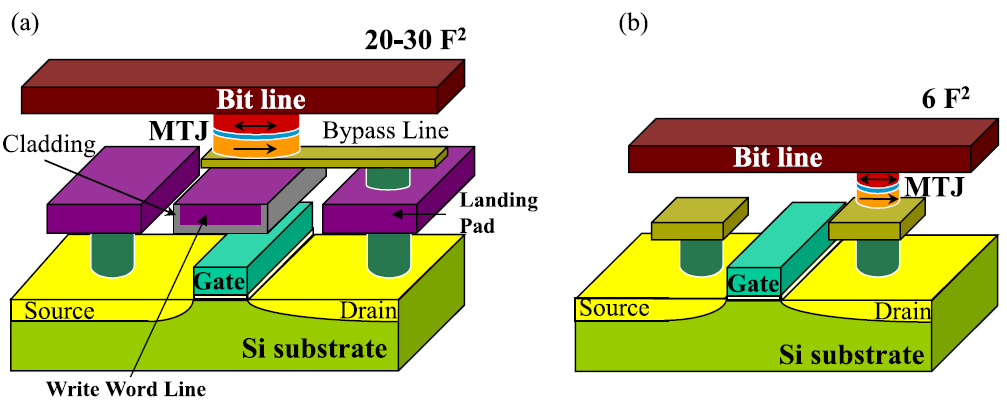 (a)
20-30 F²
Bit line
MTJ
Bypass Line
Cladding
Landing
Pad
Gate
Source
Drain
Si substrate
Write Word Line
(b)
6 F²
Bit line
MTJ
Gate
Source
Drain
Si substrate